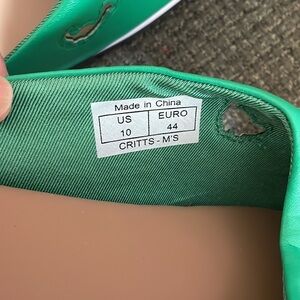 Made in China
US EURO
10 44
CRITTS - M'S